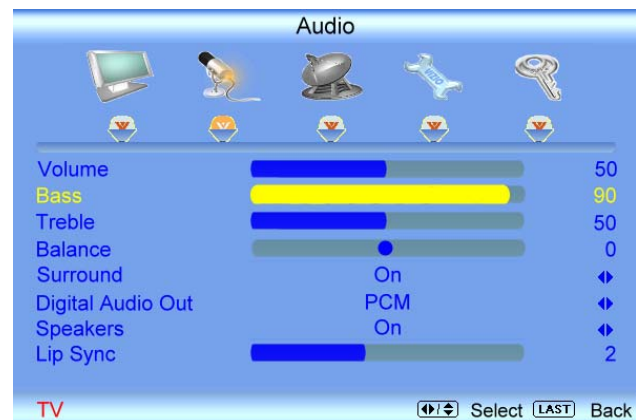 Audio
VIZIO
Volume 50
Bass 90
Treble 50
Balance 0
Surround On
Digital Audio Out PCM
Speakers On
Lip Sync 2
TV Select LAST Back